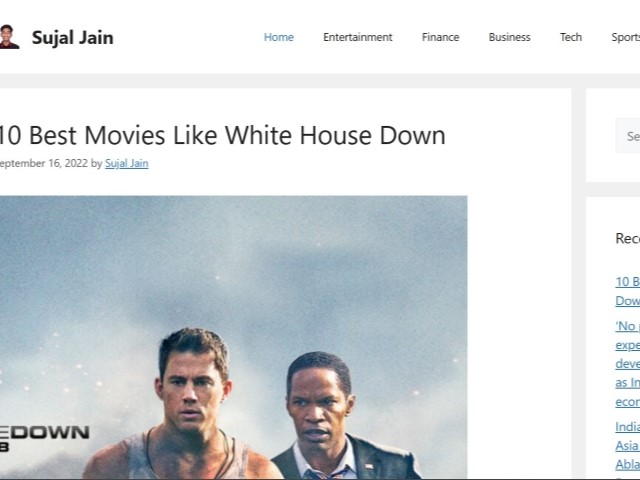 Sujal Jain
Home Entertainment Finance Business Tech Sports
10 Best Movies Like White House Down
eptember 16, 2022 by Sujal Jain
Se
EDOWN
Rec
10 B
Dow
'No
expe
deve
as In
econ
India
Asia
Abla